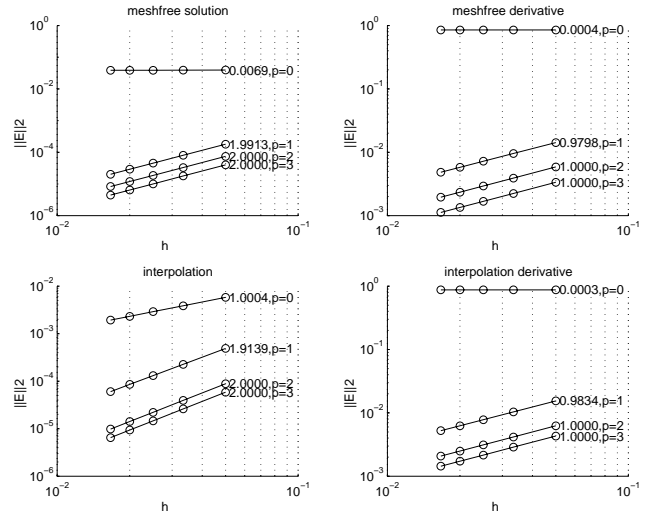 meshfree solution
10^0
10^-2
10^-4
10^-6
||E||2
0.0069,p=0
1.9913,p=1
2.0000,p=2
2.0000,p=3
10^-2
10^-1
h
meshfree derivative
10^0
10^-1
10^-2
10^-3
||E||2
0.0004,p=0
0.9798,p=1
1.0000,p=2
1.0000,p=3
10^-2
10^-1
h
interpolation
10^-2
10^-3
10^-4
10^-5
10^-6
||E||2
1.0004,p=0
1.9139,p=1
2.0000,p=2
2.0000,p=3
10^-2
10^-1
h
interpolation derivative
10^0
10^-1
10^-2
10^-3
||E||2
0.0003,p=0
0.9834,p=1
1.0000,p=2
1.0000,p=3
10^-2
10^-1
h